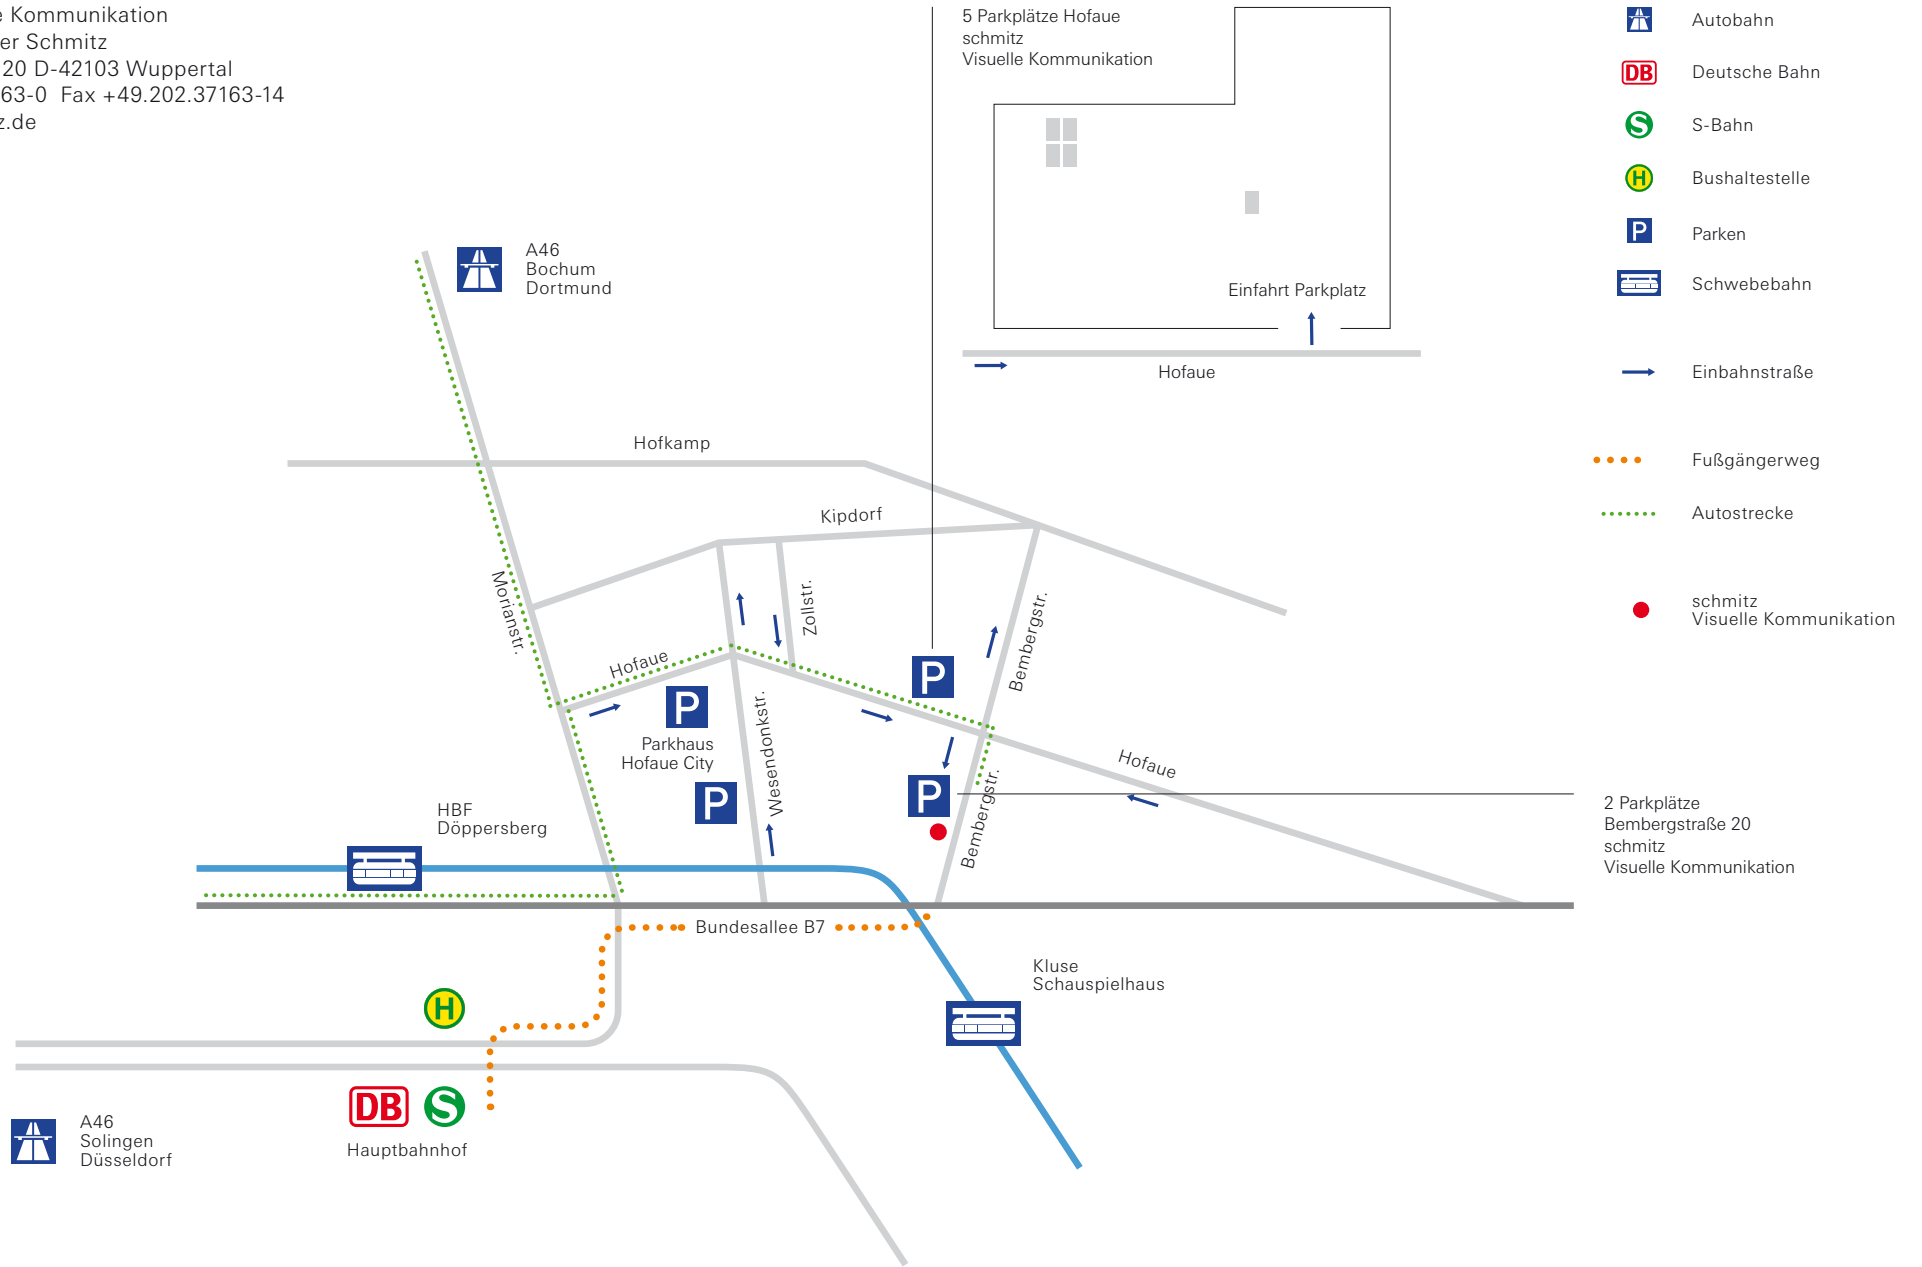 e Kommunikation
er Schmitz
20 D-42103 Wuppertal
63-0 Fax +49.202.37163-14
z.de
5 Parkplätze Hofaue
schmitz
Visuelle Kommunikation
Einfahrt Parkplatz
Hofaue
Autobahn
DB
Deutsche Bahn
S
S-Bahn
H
Bushaltestelle
P
Parken
Schwebebahn
Einbahnstraße
Fußgängerweg
Autostrecke
schmitz
Visuelle Kommunikation
A46
Bochum
Dortmund
Hofkamp
Kipdorf
Morianstr.
Zollstr.
Bembergstr.
Hofaue
P
P
Parkhaus
Hofaue City
P
Wesendonkstr.
P
Bembergstr.
Hofaue
2 Parkplätze
Bembergstraße 20
schmitz
Visuelle Kommunikation
HBF
Döppersberg
Bundesallee B7
Kluse
Schauspielhaus
H
DB
S
Hauptbahnhof
A46
Solingen
Düsseldorf